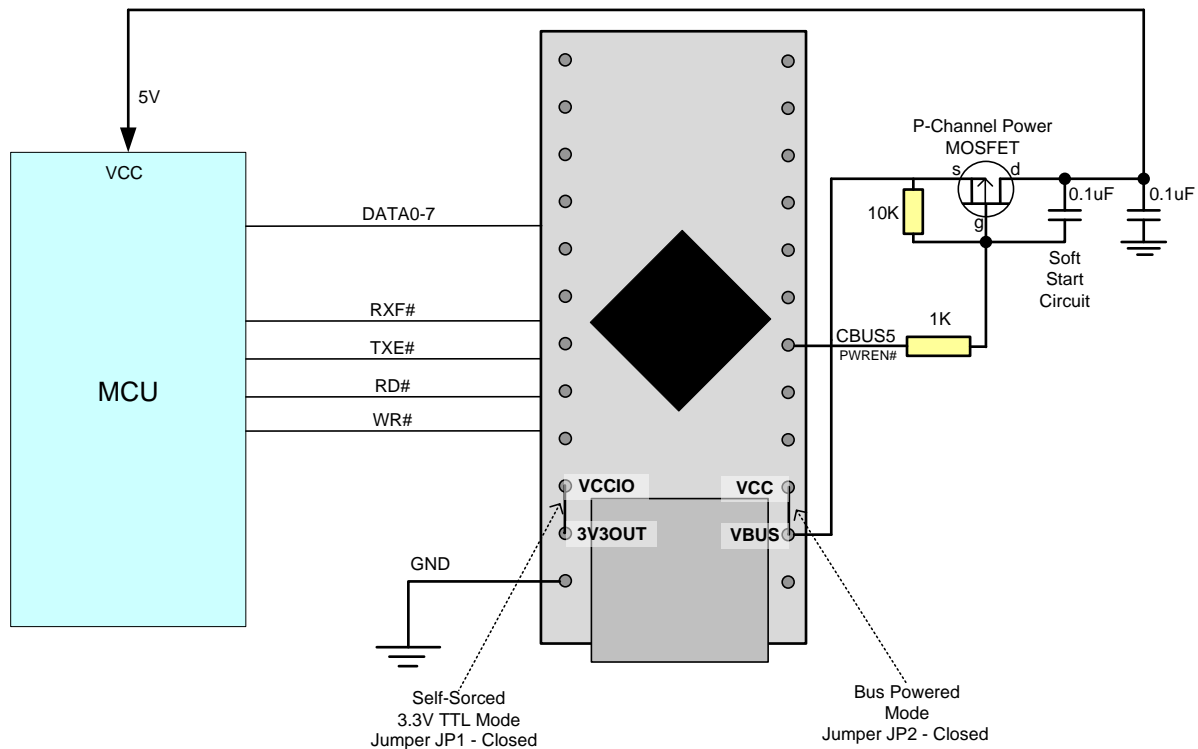 5V
VCC
P-Channel Power
MOSFET
s
d
0.1uF
0.1uF
DATA0-7
10K
g
Soft
Start
Circuit
RXF#
1K
CBUS5
PWREN#
TXE#
MCU
RD#
WR#
VCCIO
VCC
3V3OUT
VBUS
GND
Self-Sorced
3.3V TTL Mode
Jumper JP1 - Closed
Bus Powered
Mode
Jumper JP2 - Closed